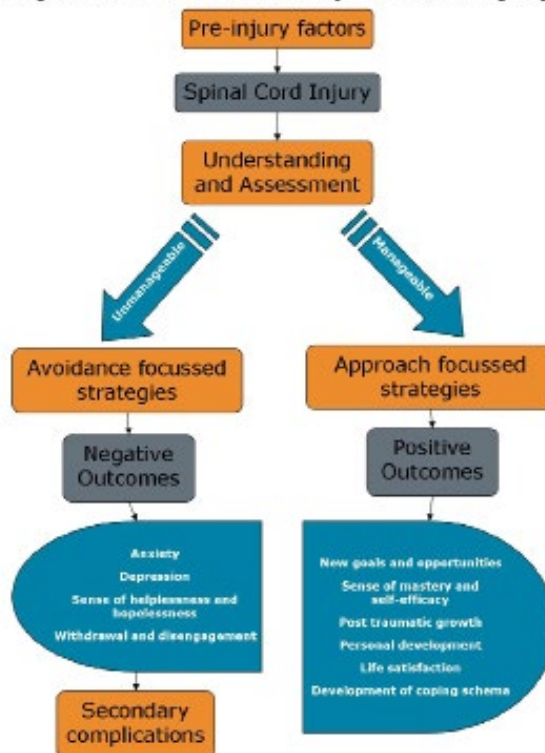 Pre-injury factors
Spinal Cord Injury
Understanding
and Assessment
Unmanageable
Manageable
Avoidance focussed
strategies
Approach focussed
strategies
Negative
Outcomes
Positive
Outcomes
Anxiety
Depression
Sense of helplessness and
hopelessness
Withdrawal and disengagement
New goals and opportunities
Sense of mastery and
self-efficacy
Post traumatic growth
Personal development
Life satisfaction
Development of coping schema
Secondary
complications